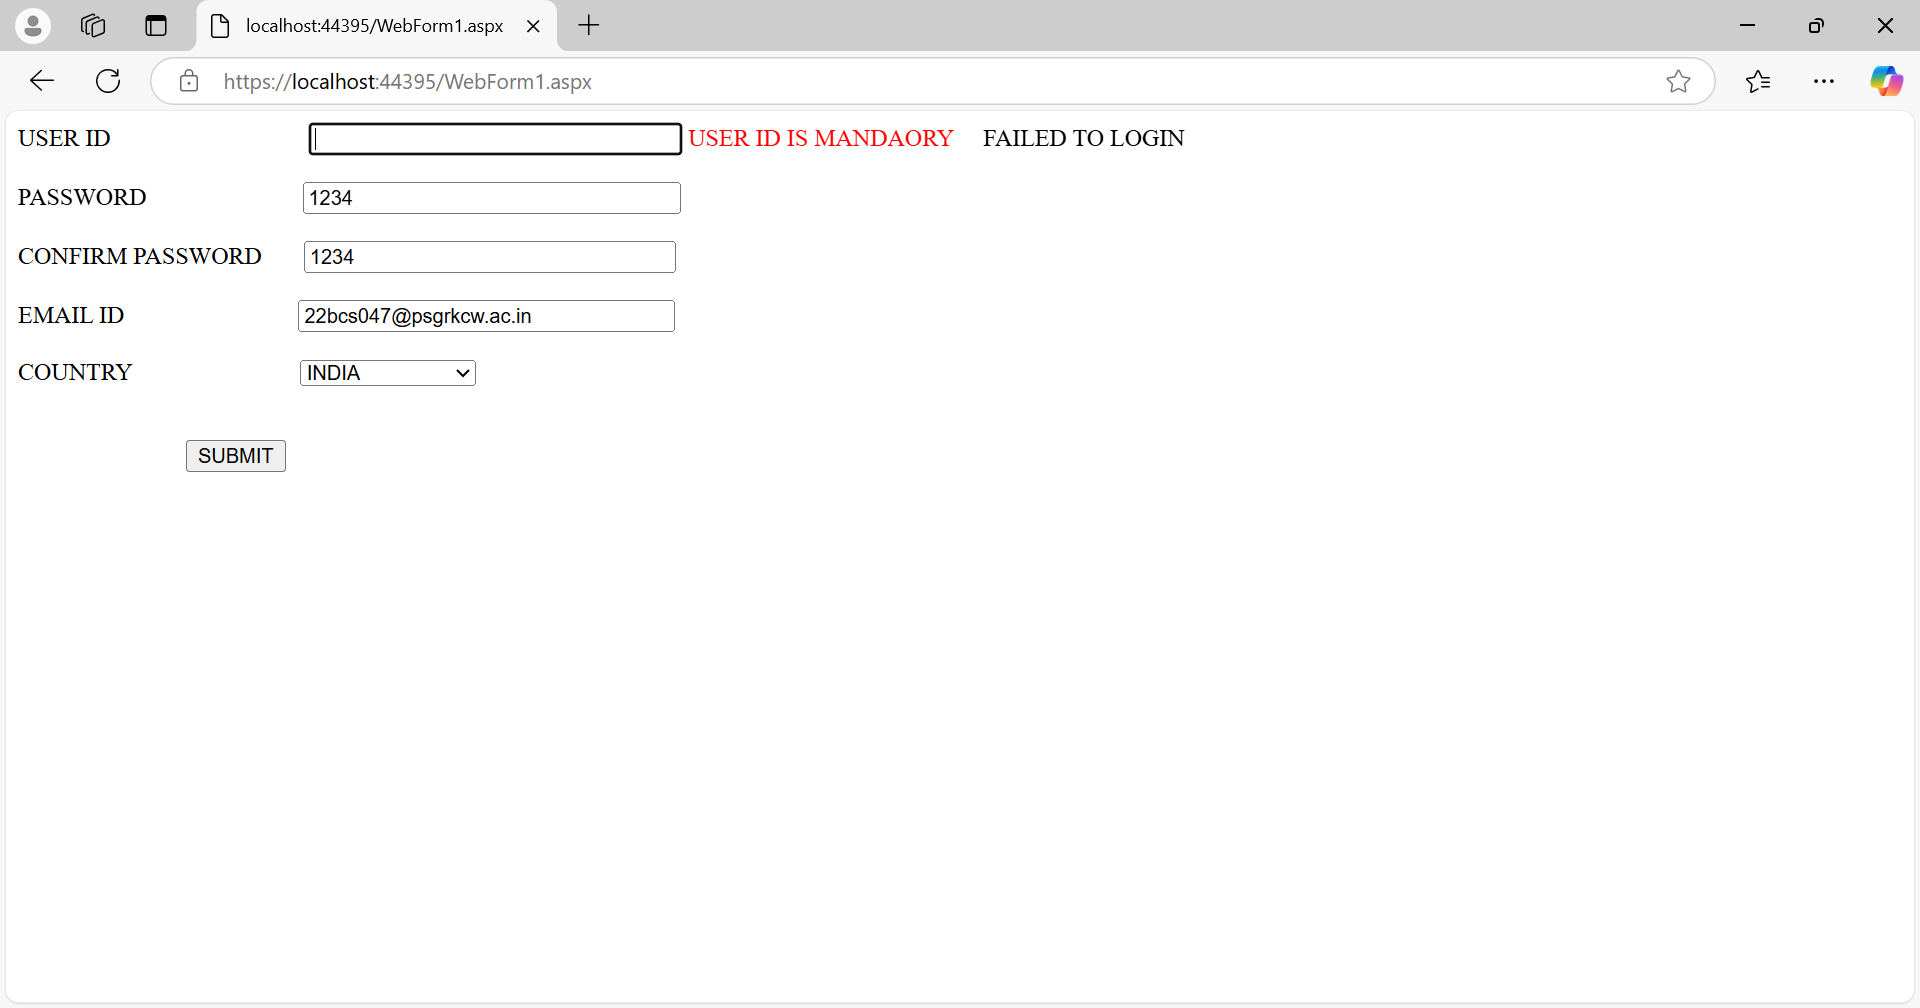 localhost:44395/WebForm1.aspx
https://localhost:44395/WebForm1.aspx
USER ID USER ID IS MANDAORY FAILED TO LOGIN
PASSWORD 1234
CONFIRM PASSWORD 1234
EMAIL ID 22bcs047@psgrkcw.ac.in
COUNTRY INDIA
SUBMIT